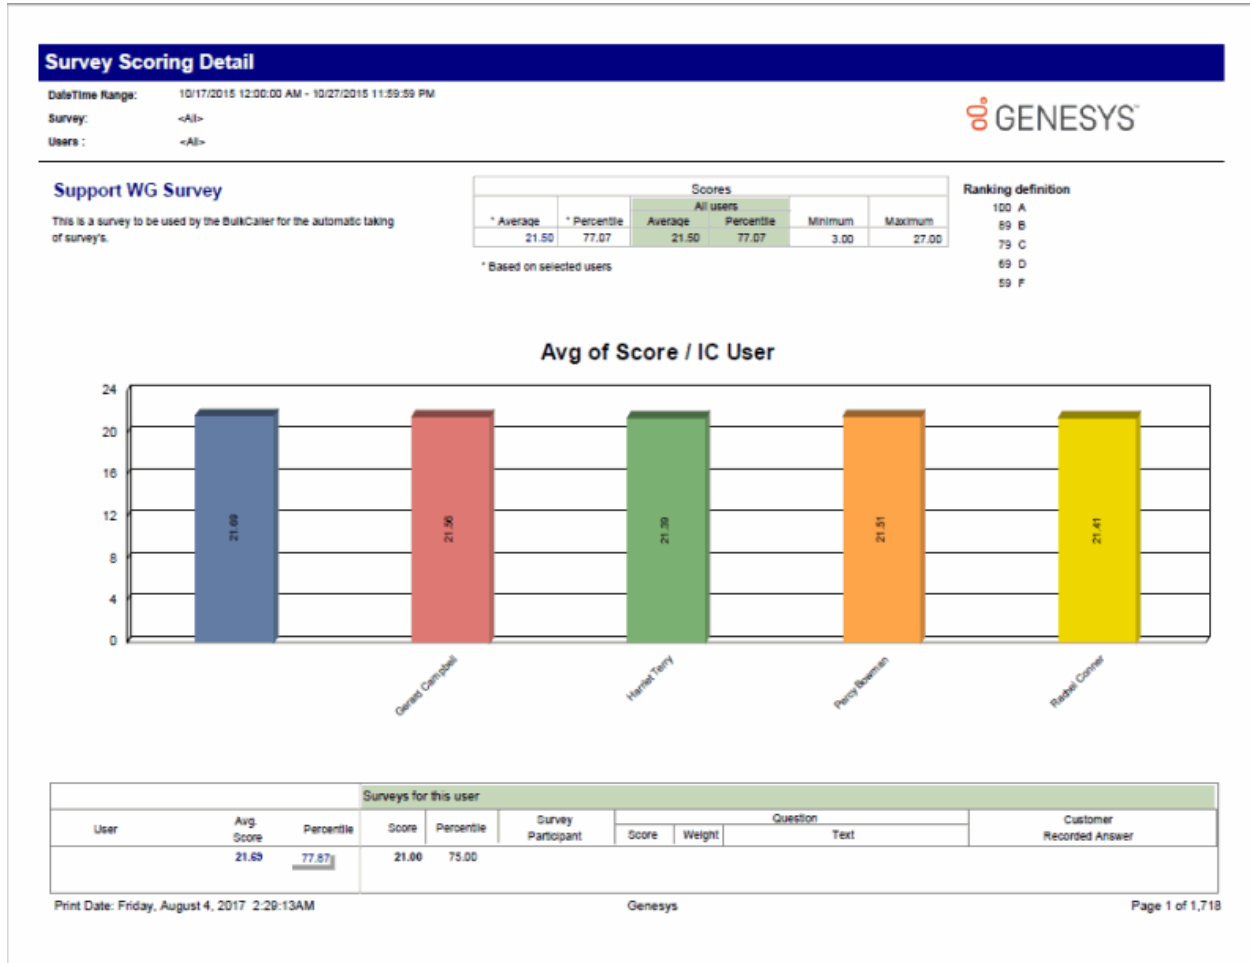 Survey Scoring Detail
DateTime Range: 10/17/2015 12:00:00 AM - 10/27/2015 11:59:59 PM
Survey: <All>
Users : <All>
GENESYS™
Support WG Survey
This is a survey to be used by the BulkCaller for the automatic taking
of survey's.
Scores
All users
* Average * Percentile Average Percentile Minimum Maximum
21.50 77.07 21.50 77.07 3.00 27.00
* Based on selected users
Ranking definition
100 A
89 B
79 C
69 D
59 F
Avg of Score / IC User
24
20
16
12
8
4
0
21.69
21.56
21.39
21.51
21.41
Gerald Campbell
Harriet Terry
Percy Bowman
Rachel Conner
Surveys for this user
User Avg. Score Percentile Score Percentile Survey Participant Question Score Weight Text Customer Recorded Answer
21.69 77.87 21.00 75.00
Print Date: Friday, August 4, 2017 2:29:13AM Genesys Page 1 of 1,718